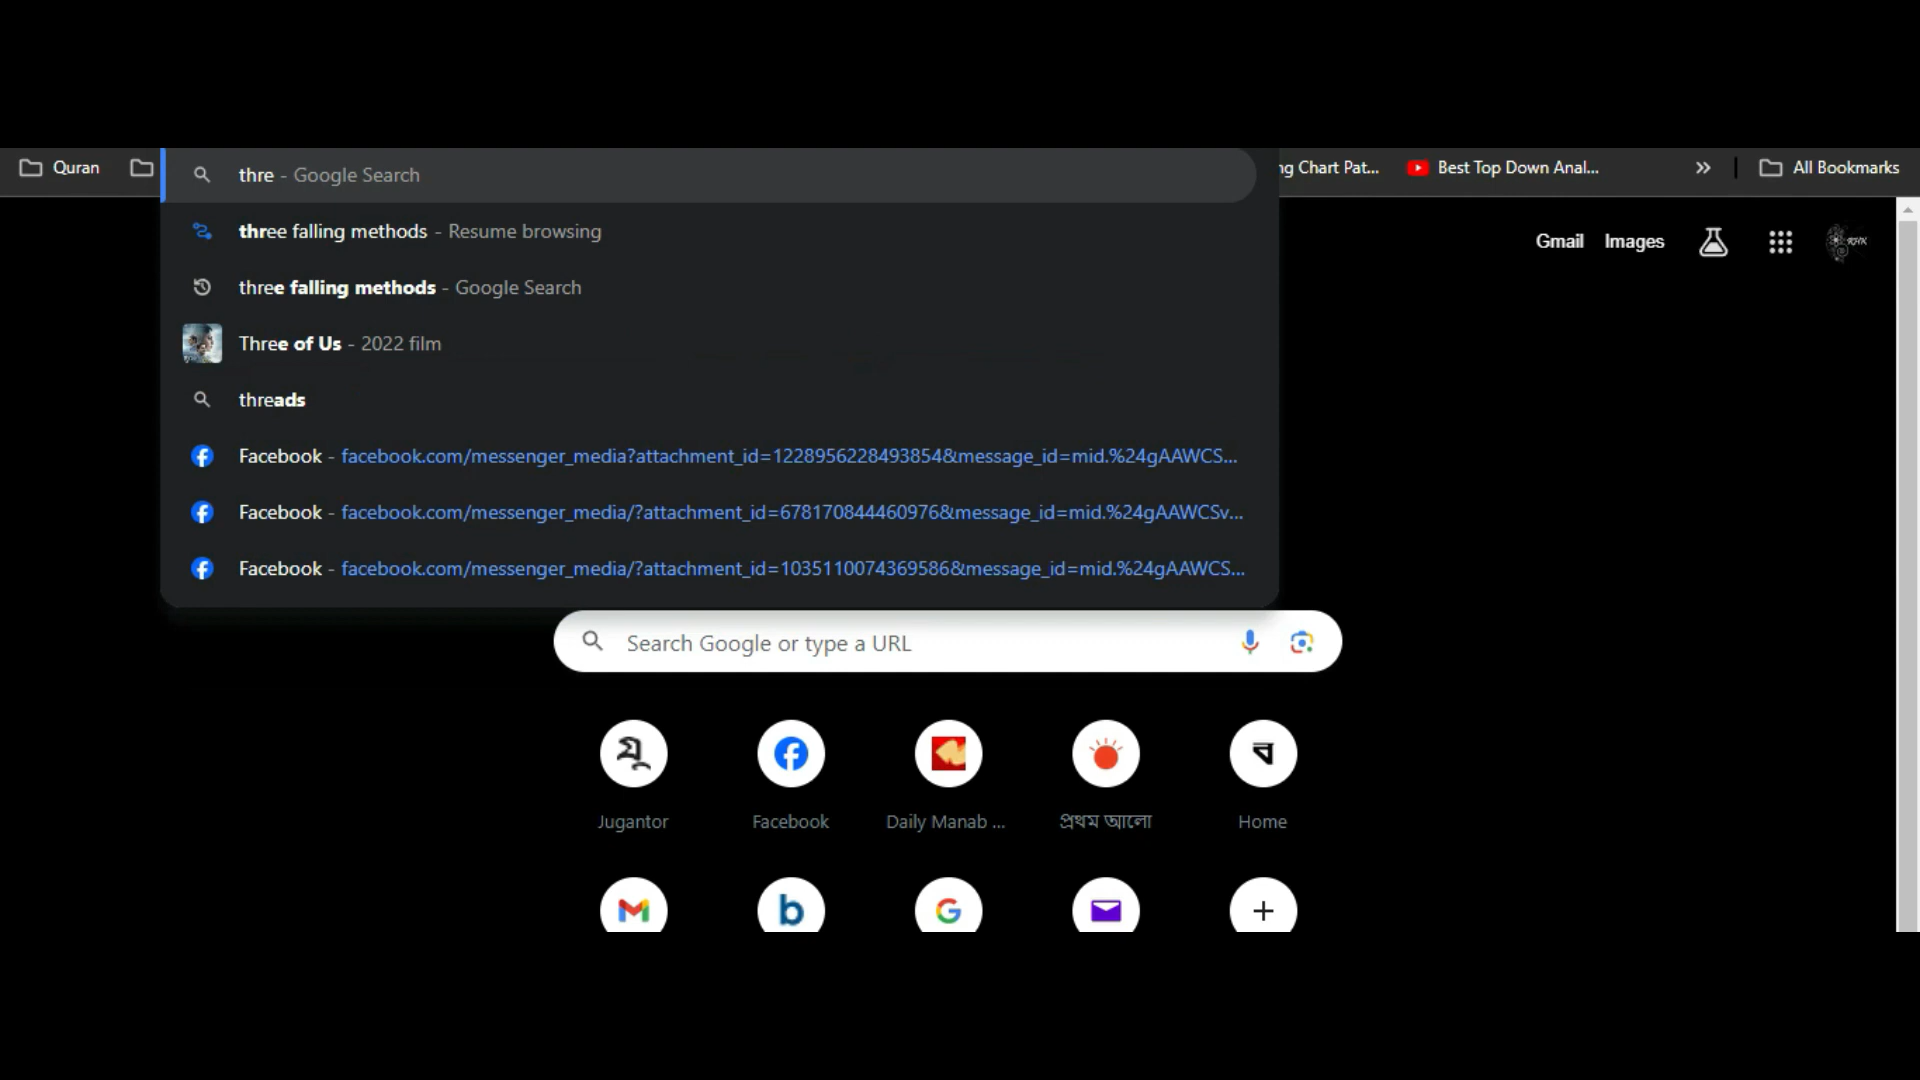 Quran
thre - Google Search
ng Chart Pat...
Best Top Down Anal...
All Bookmarks
three falling methods - Resume browsing
Gmail
Images
three falling methods - Google Search
Three of Us - 2022 film
threads
Facebook - facebook.com/messenger_media?attachment_id=1228956228493854&message_id=mid.%24gAAWCS...
Facebook - facebook.com/messenger_media/?attachment_id=678170844460976&message_id=mid.%24gAAWCSv...
Facebook - facebook.com/messenger_media/?attachment_id=1035110074369586&message_id=mid.%24gAAWCS...
Search Google or type a URL
Jugantor
Facebook
Daily Manab ...
প্রথম আলো
Home